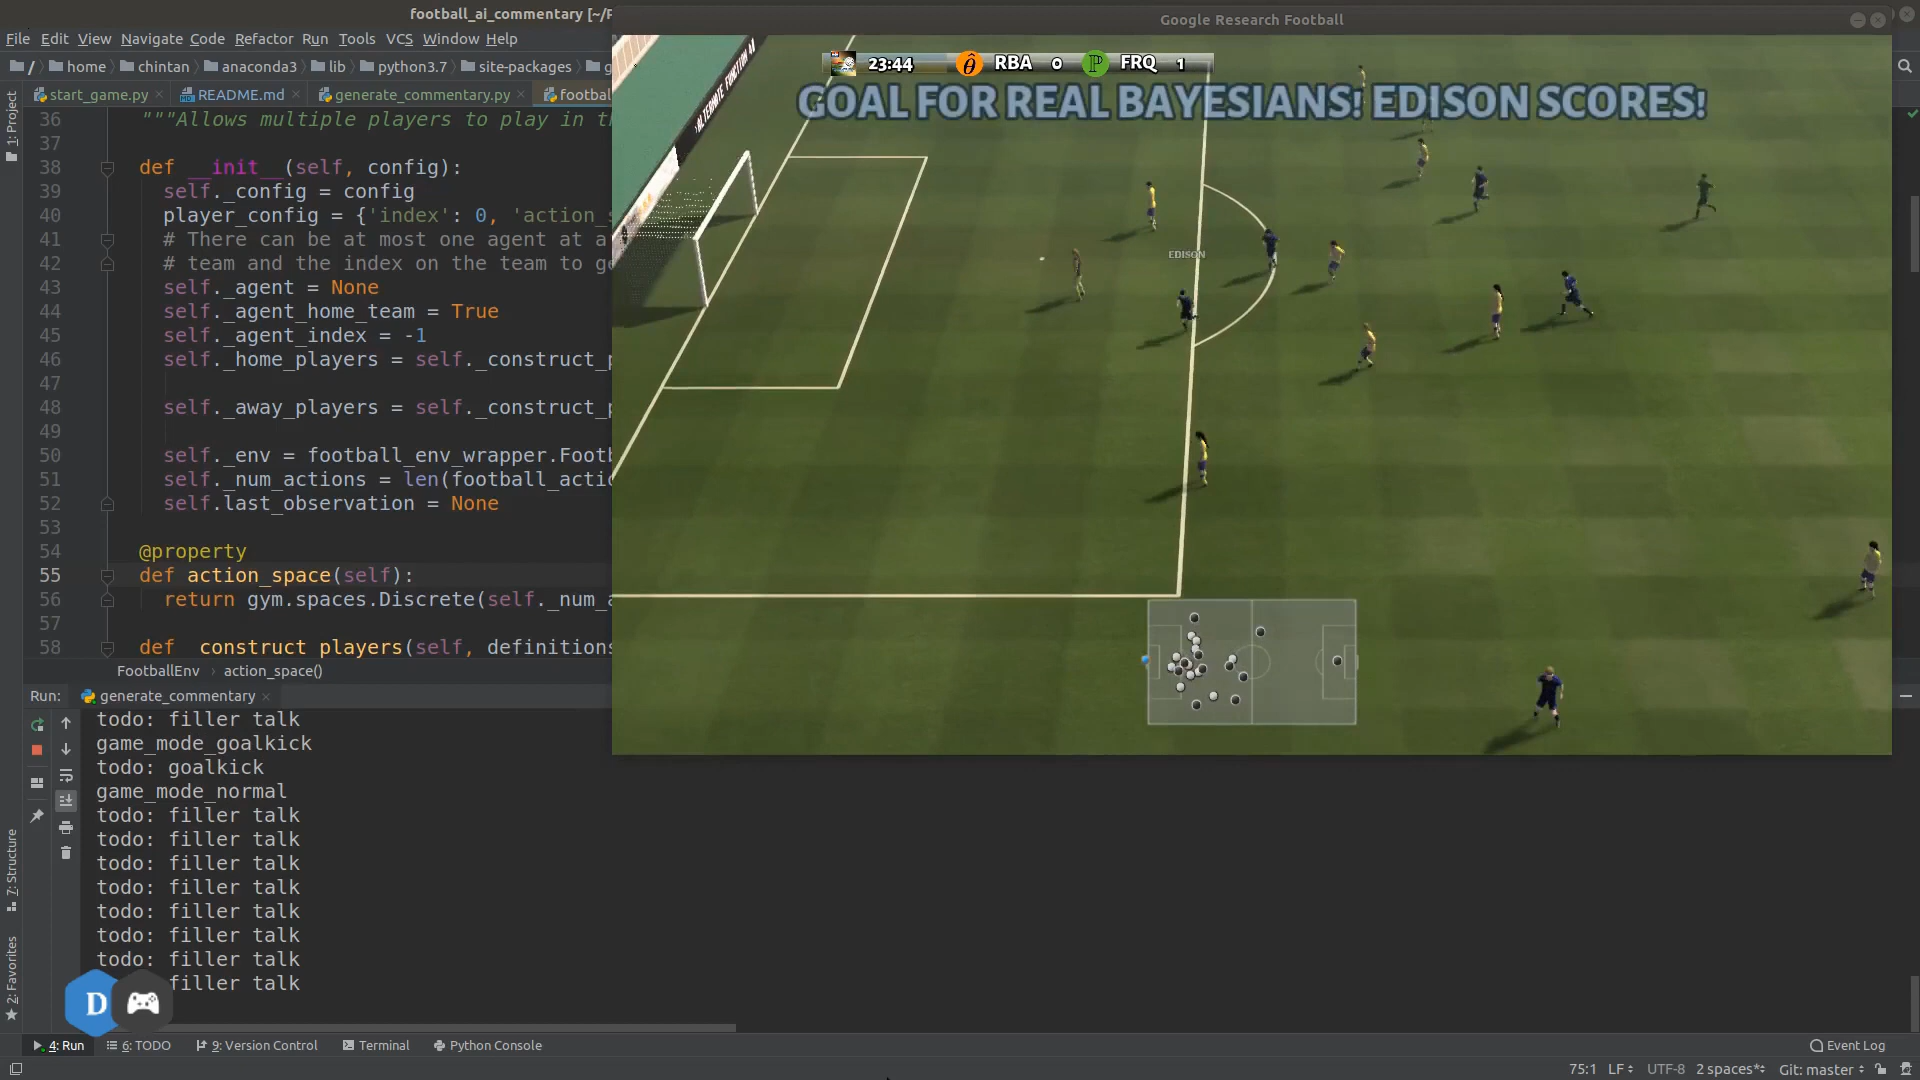 football_ai_commentary [~/P
Google Research Football
File Edit View Navigate Code Refactor Run Tools VCS Window Help
/ home chintan anaconda3 lib python3.7 site-packages g
start_game.py README.md generate_commentary.py footbal
23:44 RBA 0 FRQ 1
GOAL FOR REAL BAYESIANS! EDISON SCORES!
ALTERNATE FUNCTION
EDISON
1: Project
36 """Allows multiple players to play in th
37
38 def __init__(self, config):
39 self._config = config
40 player_config = {'index': 0, 'action_s
41 # There can be at most one agent at a
42 # team and the index on the team to ge
43 self._agent = None
44 self._agent_home_team = True
45 self._agent_index = -1
46 self._home_players = self._construct_p
47
48 self._away_players = self._construct_p
49
50 self._env = football_env_wrapper.Footb
51 self._num_actions = len(football_actio
52 self.last_observation = None
53
54 @property
55 def action_space(self):
56 return gym.spaces.Discrete(self._num_a
57
58 def _construct_players(self, definitions
FootballEnv action_space()
Run: generate_commentary
todo: filler talk
game_mode_goalkick
todo: goalkick
game_mode_normal
todo: filler talk
todo: filler talk
todo: filler talk
todo: filler talk
todo: filler talk
todo: filler talk
todo: filler talk
filler talk
7: Structure
2: Favorites
D
4: Run 6: TODO 9: Version Control Terminal Python Console Event Log
75:1 LF UTF-8 2 spaces* Git: master